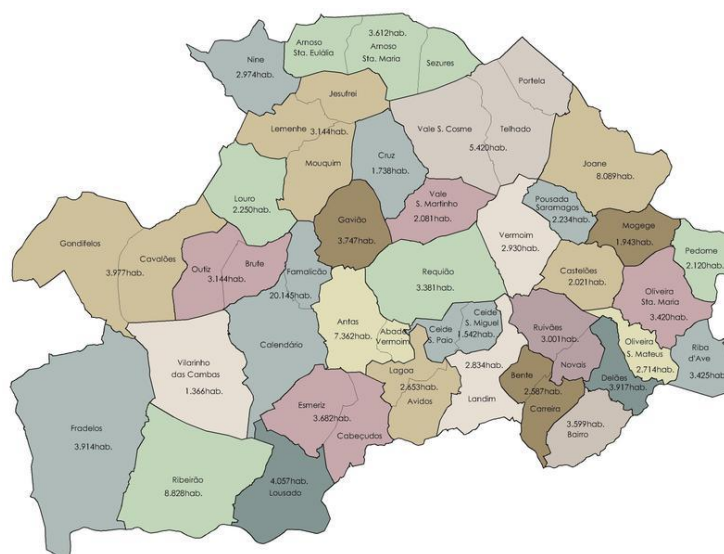 3.612hab.
Arnoso
Sta. Eulália
Arnoso
Sta. Maria
Sezures
Nine
2.974hab.
Portela
Jesufrei
Lemenhe
3.144hab.
Mouquim
Cruz
1.738hab.
Vale S. Cosme
Telhado
5.420hab.
Joane
8.089hab.
Louro
2.250hab.
Vale
S. Martinho
2.081hab.
Pousada
Saramagos
2.234hab.
Gavião
3.747hab.
Vermoim
2.930hab.
Mogege
1.943hab.
Gondifelos
Cavalões
3.977hab.
Outiz
Brufe
3.144hab.
Famalicão
20.145hab.
Calendário
Requião
3.381hab.
Castelões
2.021hab.
Pedome
2.120hab.
Oliveira
Sta. Maria
3.420hab.
Antas
7.362hab.
Abade
Vermoim
Ceide
S. Paio
Ceide
S. Miguel
1.542hab.
Ruivães
3.001hab.
Novais
Oliveira
S. Mateus
2.714hab.
Riba
d'Ave
3.425hab.
Vilarinho
das Cambas
1.366hab.
Lagoa
2.653hab.
Avidos
2.834hab.
Landim
Bente
2.587hab.
Carreira
Delães
3.917hab.
Fradelos
3.914hab.
Esmeriz
3.682hab.
Cabeçudos
3.599hab.
Bairro
Ribeirão
8.828hab.
4.057hab.
Lousado